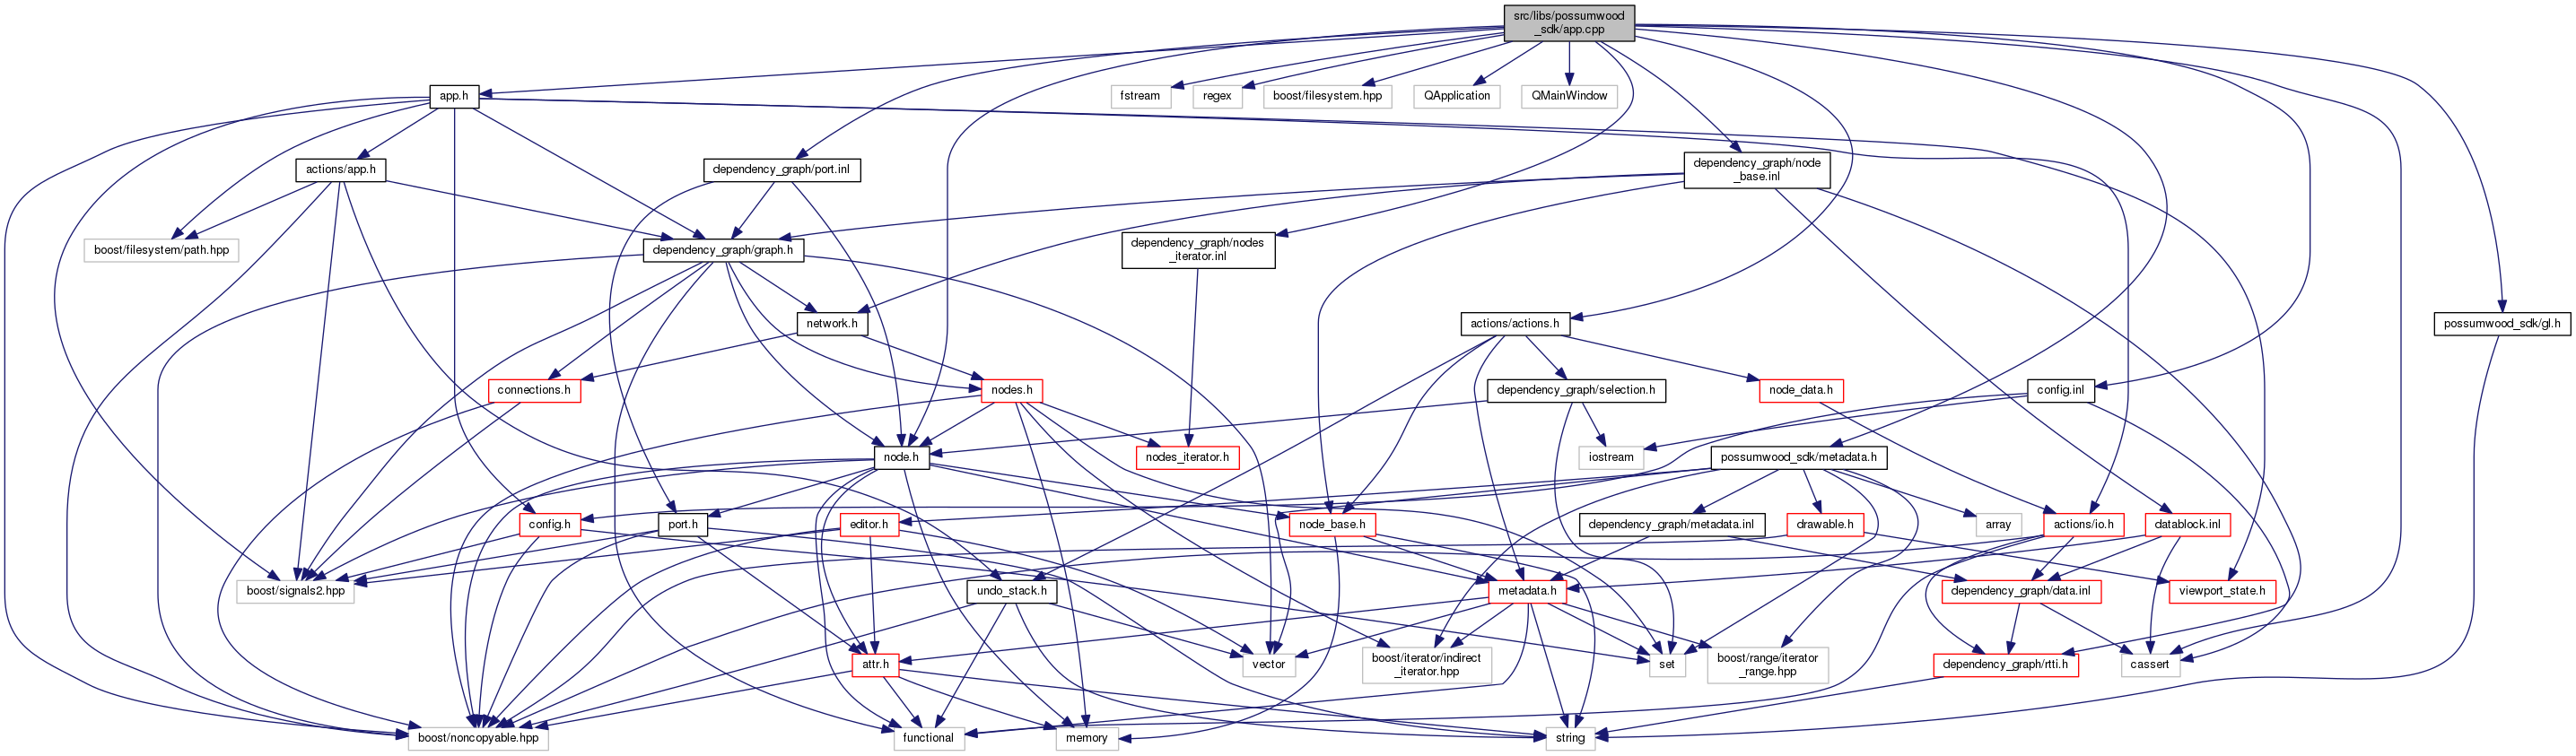 src/libs/possumwood
_sdk/app.cpp
app.h
fstream
regex
boost/filesystem.hpp
QApplication
QMainWindow
actions/app.h
dependency_graph/port.inl
dependency_graph/node
_base.inl
boost/filesystem/path.hpp
dependency_graph/graph.h
dependency_graph/nodes
_iterator.inl
network.h
actions/actions.h
possumwood_sdk/gl.h
connections.h
nodes.h
dependency_graph/selection.h
node_data.h
config.inl
node.h
nodes_iterator.h
iostream
possumwood_sdk/metadata.h
config.h
port.h
editor.h
node_base.h
dependency_graph/metadata.inl
drawable.h
array
actions/io.h
datablock.inl
boost/signals2.hpp
undo_stack.h
metadata.h
dependency_graph/data.inl
viewport_state.h
attr.h
vector
boost/iterator/indirect
_iterator.hpp
set
boost/range/iterator
_range.hpp
dependency_graph/rtti.h
cassert
boost/noncopyable.hpp
functional
memory
string